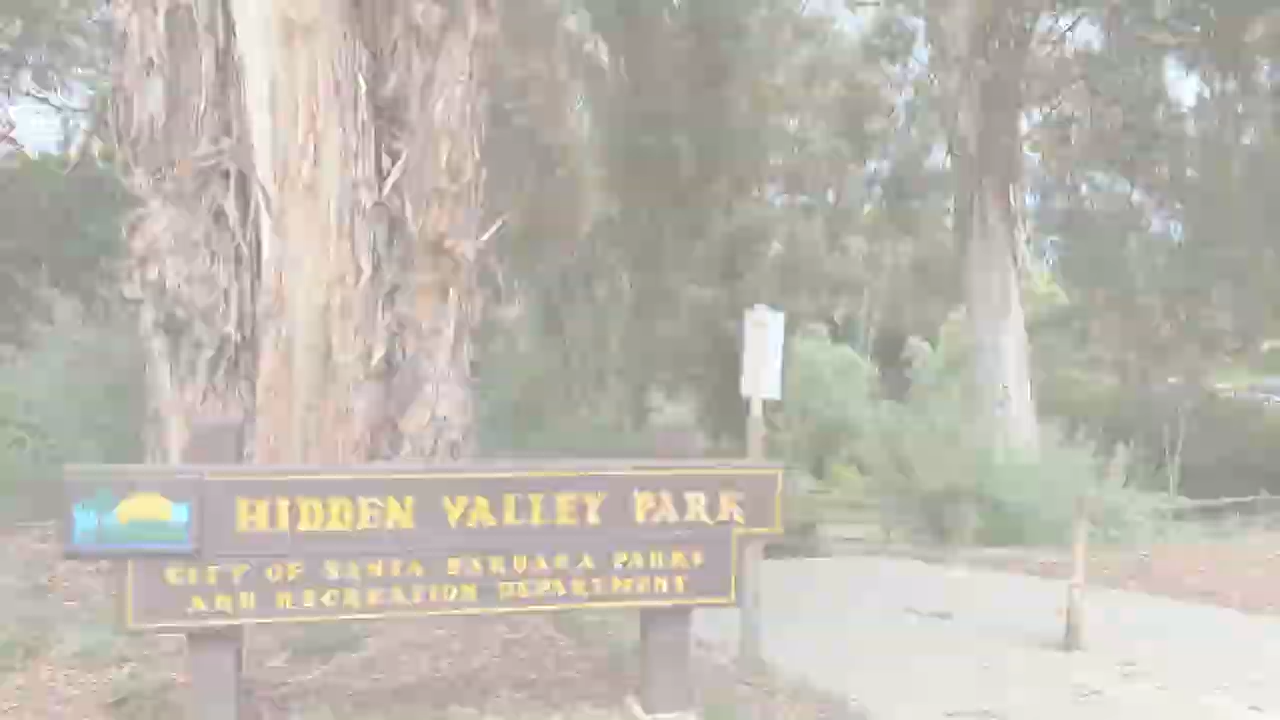 HIDDEN VALLEY PARK
CITY OF SANTA BARBARA PARKS
AND RECREATION DEPARTMENT